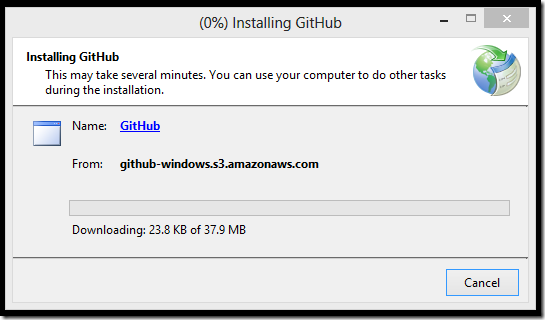 (0%) Installing GitHub
Installing GitHub
This may take several minutes. You can use your computer to do other tasks
during the installation.
Name: GitHub
From: github-windows.s3.amazonaws.com
Downloading: 23.8 KB of 37.9 MB
Cancel